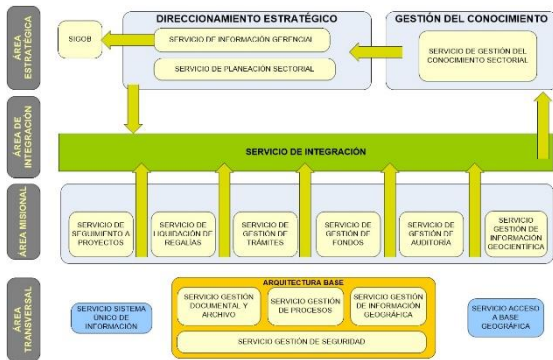 ÁREA
ESTRATÉGICA
SIGOB
DIRECCIONAMIENTO ESTRATÉGICO
SERVICIO DE INFORMACIÓN GERENCIAL
SERVICIO DE PLANEACIÓN SECTORIAL
GESTIÓN DEL CONOCIMIENTO
SERVICIO DE GESTIÓN DEL
CONOCIMIENTO SECTORIAL
ÁREA DE
INTEGRACIÓN
SERVICIO DE INTEGRACIÓN
ÁREA MISIONAL
SERVICIO DE
SEGUIMIENTO A
PROYECTOS
SERVICIO DE
LIQUIDACIÓN DE
REGALÍAS
SERVICIO DE
GESTIÓN DE
TRÁMITES
SERVICIO DE
GESTIÓN DE
FONDOS
SERVICIO DE
GESTIÓN DE
AUDITORÍA
SERVICIO
GESTIÓN DE
INFORMACIÓN
GEOCIENTÍFICA
ÁREA
TRANSVERSAL
SERVICIO SISTEMA
ÚNICO DE
INFORMACIÓN
ARQUITECTURA BASE
SERVICIO GESTIÓN
DOCUMENTAL Y
ARCHIVO
SERVICIO GESTIÓN
DE PROCESOS
SERVICIO GESTIÓN
DE INFORMACIÓN
GEOGRÁFICA
SERVICIO GESTIÓN DE SEGURIDAD
SERVICIO ACCESO
A BASE
GEOGRÁFICA